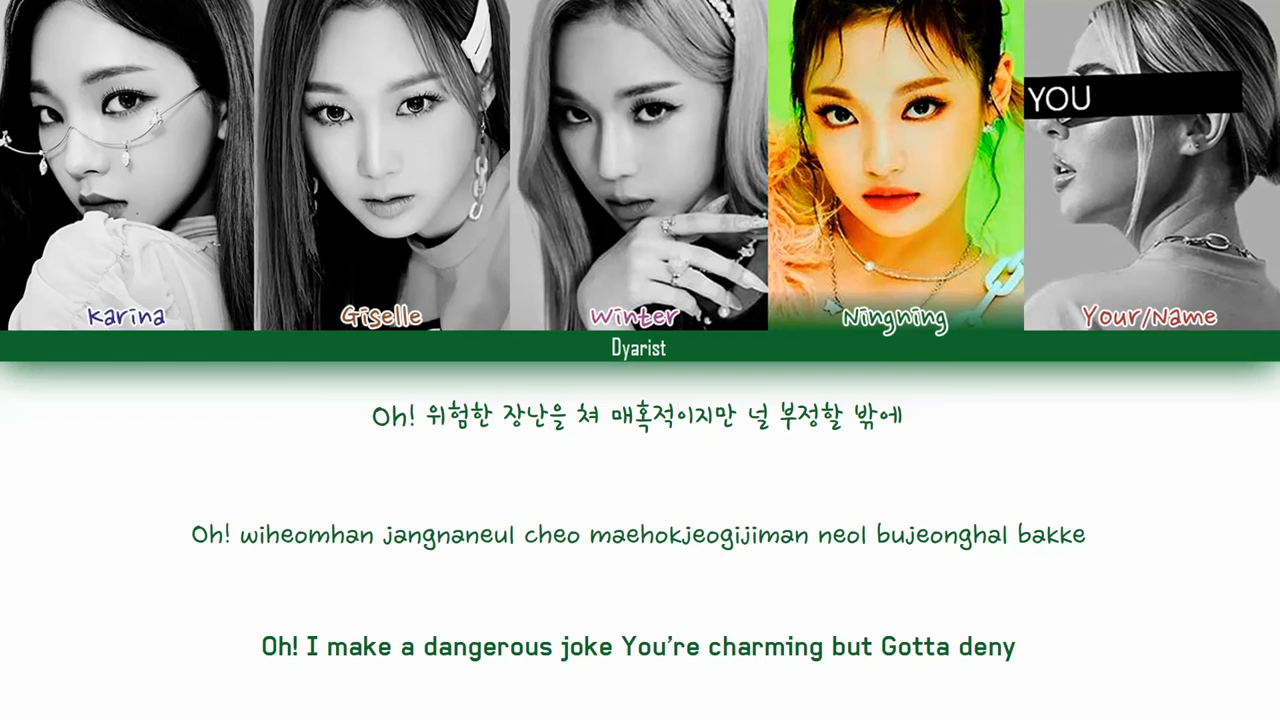 YOU
Karina
Giselle
Winter
Ningning
Your/Name
Dyarist
Oh! 위험한 장난을 쳐 매혹적이지만 널 부정할 밖에
Oh! wiheomhan jangnaneul cheo maehokjeogijiman neol bujeonghal bakke
Oh! I make a dangerous joke You're charming but Gotta deny